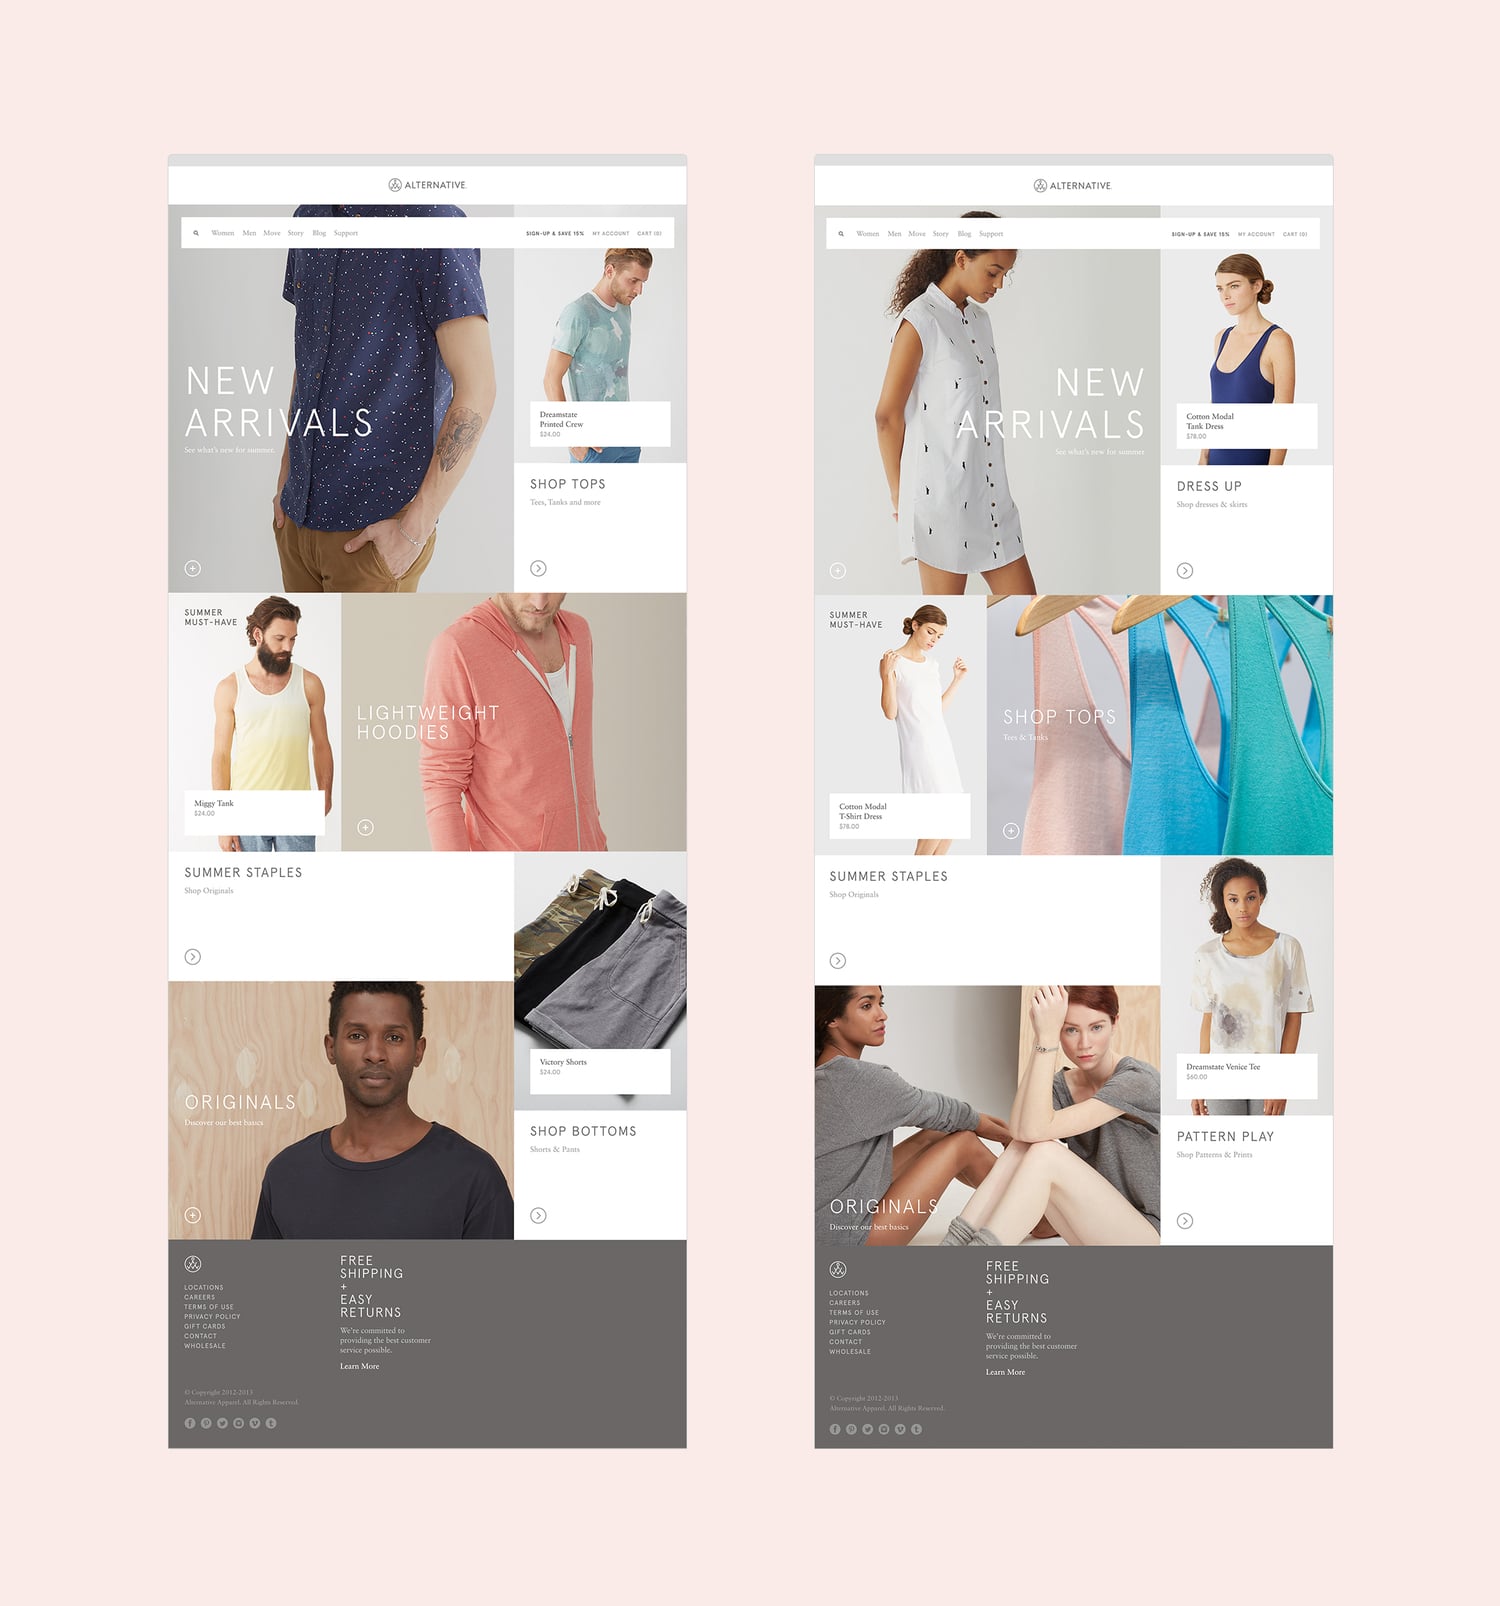 ALTERNATIVE.
Women Men Move Story Blog Support SIGN-UP & SAVE 15% MY ACCOUNT CART (0)
NEW
ARRIVALS
See what's new for summer.
Dreamstate
Printed Crew
$24.00
SHOP TOPS
Tees, Tanks and more
SUMMER
MUST-HAVE
Miggy Tank
$24.00
LIGHTWEIGHT
HOODIES
SUMMER STAPLES
Shop Originals
Victory Shorts
$24.00
ORIGINALS
Discover our best basics
SHOP BOTTOMS
Shorts & Pants
LOCATIONS
CAREERS
TERMS OF USE
PRIVACY POLICY
GIFT CARDS
CONTACT
WHOLESALE
FREE
SHIPPING
+
EASY
RETURNS
We're committed to
providing the best customer
service possible.
Learn More
© Copyright 2012-2013
Alternative Apparel. All Rights Reserved.
ALTERNATIVE.
Women Men Move Story Blog Support SIGN-UP & SAVE 15% MY ACCOUNT CART (0)
NEW
ARRIVALS
See what's new for summer
Cotton Modal
Tank Dress
$78.00
DRESS UP
Shop dresses & skirts
SUMMER
MUST-HAVE
Cotton Modal
T-Shirt Dress
$78.00
SHOP TOPS
Tees & Tanks
SUMMER STAPLES
Shop Originals
Dreamstate Venice Tee
$60.00
ORIGINALS
Discover our best basics
PATTERN PLAY
Shop Patterns & Prints
LOCATIONS
CAREERS
TERMS OF USE
PRIVACY POLICY
GIFT CARDS
CONTACT
WHOLESALE
FREE
SHIPPING
+
EASY
RETURNS
We're committed to
providing the best customer
service possible.
Learn More
© Copyright 2012-2013
Alternative Apparel. All Rights Reserved.